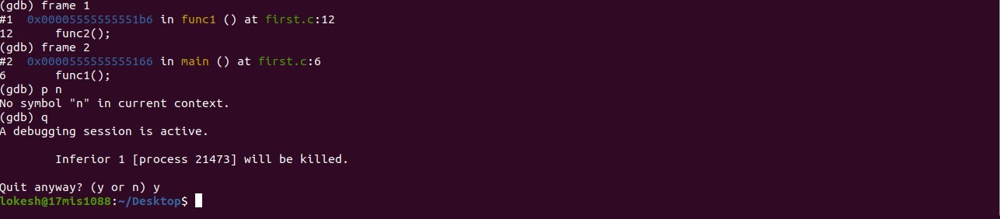 (gdb) frame 1
#1  0x00005555555551b6 in func1 () at first.c:12
12      func2();
(gdb) frame 2
#2  0x0000555555555166 in main () at first.c:6
6       func1();
(gdb) p n
No symbol "n" in current context.
(gdb) q
A debugging session is active.
        Inferior 1 [process 21473] will be killed.
Quit anyway? (y or n) y
lokesh@17mis1088:~/Desktop$